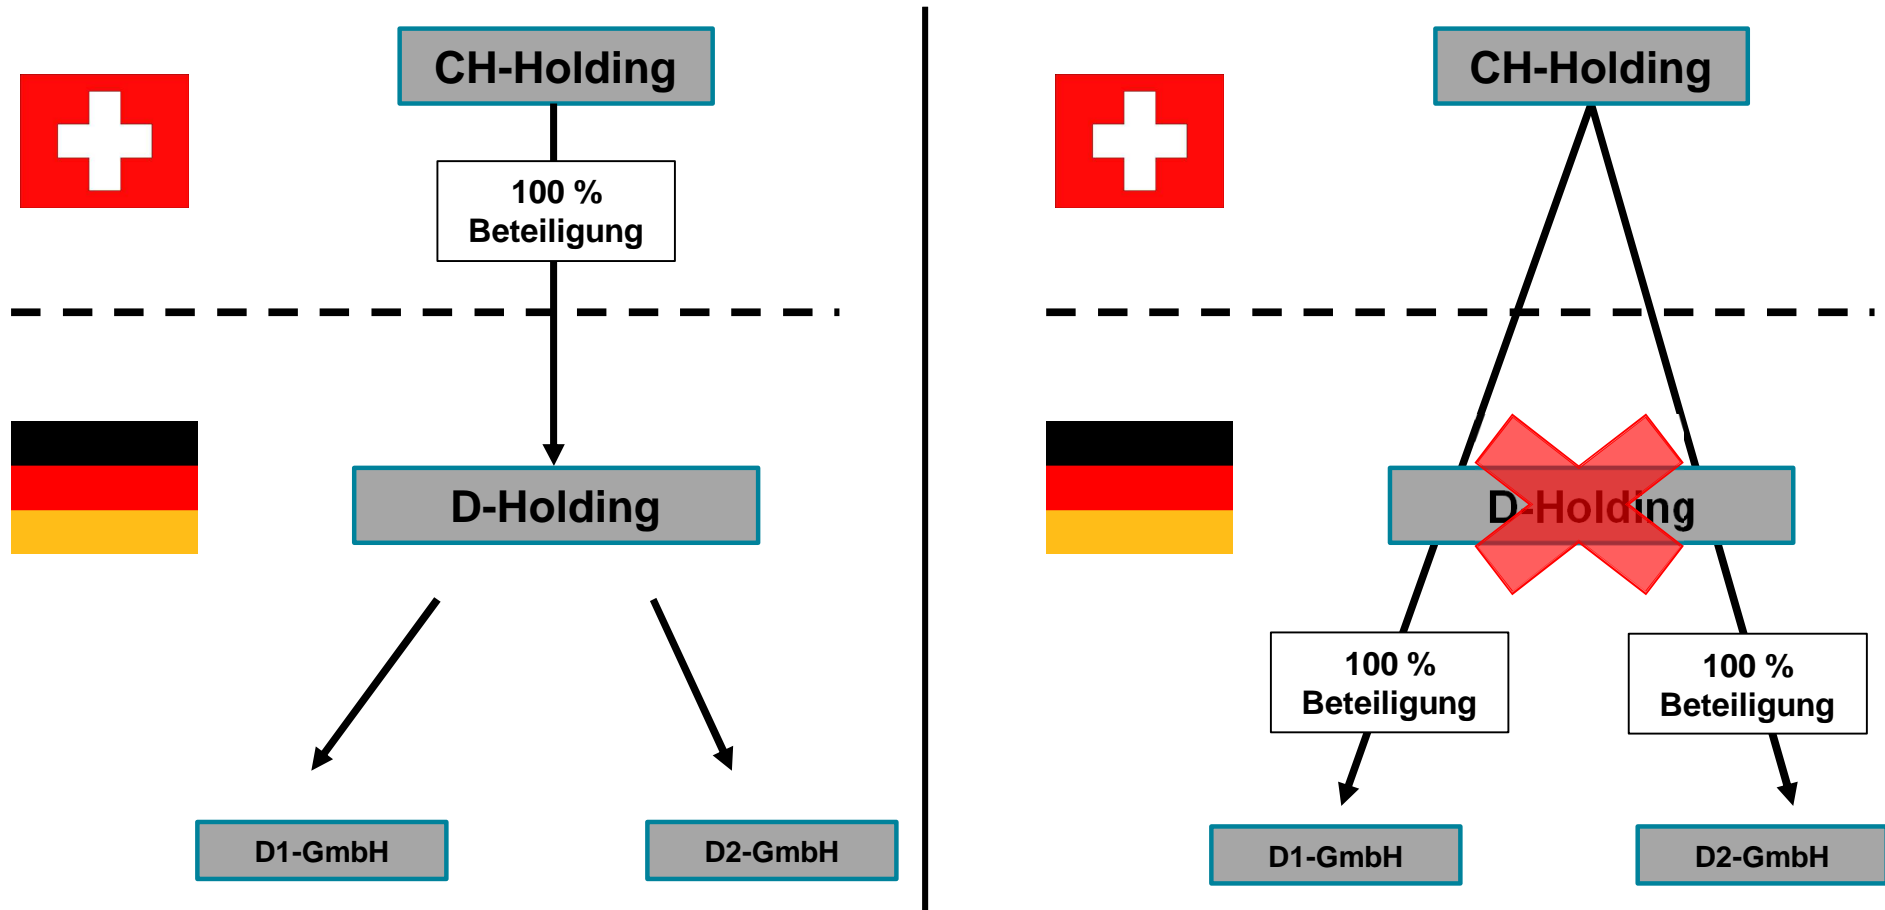 CH-Holding
100 %
Beteiligung
D-Holding
D1-GmbH
D2-GmbH
CH-Holding
D-Holding
100 %
Beteiligung
100 %
Beteiligung
D1-GmbH
D2-GmbH